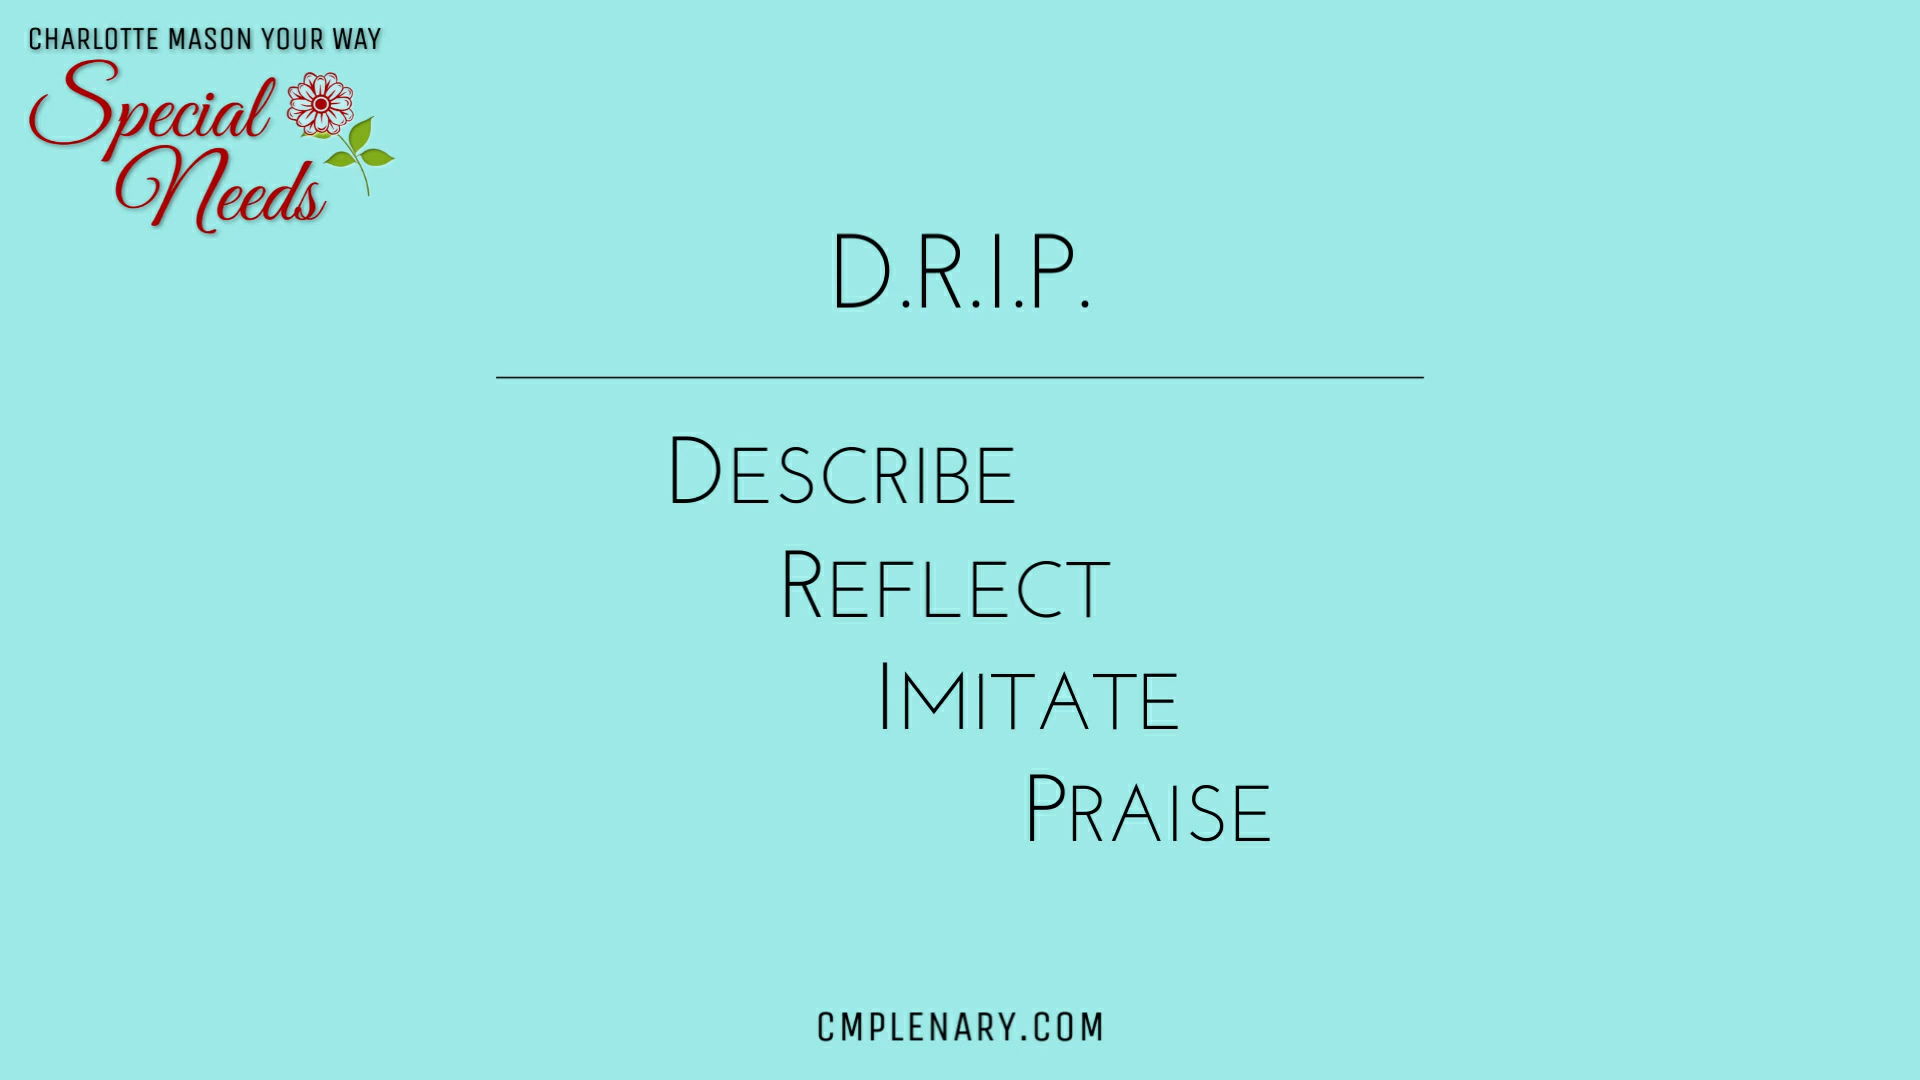 CHARLOTTE MASON YOUR WAY
Special
Needs
D.R.I.P.
DESCRIBE
REFLECT
IMITATE
PRAISE
CMPLENARY.COM